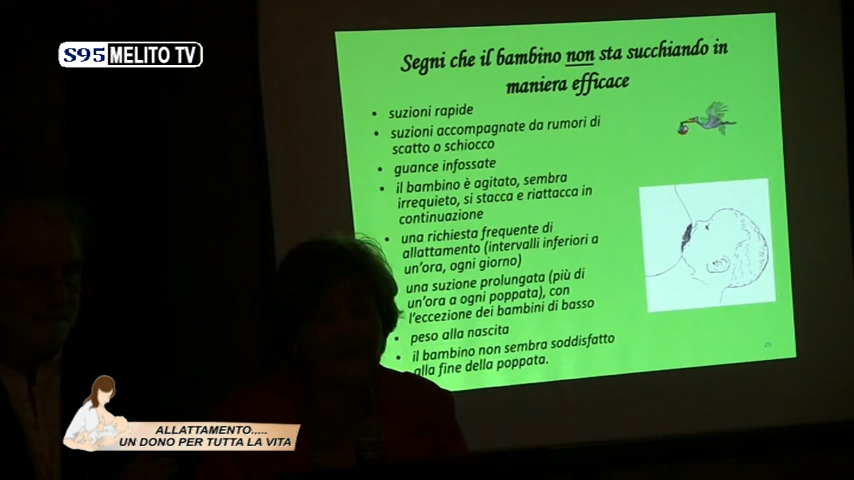 S95 MELITO TV
Segni che il bambino non sta succhiando in
maniera efficace
• suzioni rapide
• suzioni accompagnate da rumori di
scatto o schiocco
• guance infossate
• il bambino è agitato, sembra
irrequieto, si stacca e riattacca in
continuazione
• una richiesta frequente di
allattamento (intervalli inferiori a
un'ora, ogni giorno)
una suzione prolungata (più di
un'ora a ogni poppata), con
l'eccezione dei bambini di basso
• peso alla nascita
• il bambino non sembra soddisfatto
alla fine della poppata.
ALLATTAMENTO.....
UN DONO PER TUTTA LA VITA